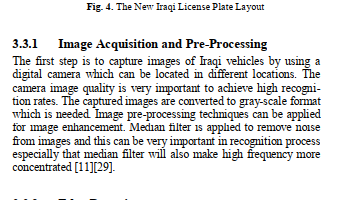 Fig. 4. The New Iraqi License Plate Layout
3.3.1 Image Acquisition and Pre-Processing
The first step is to capture images of Iraqi vehicles by using a
digital camera which can be located in different locations. The
camera image quality is very important to achieve high recogni-
tion rates. The captured images are converted to gray-scale format
which is needed. Image pre-processing techniques can be applied
for image enhancement. Median filter is applied to remove noise
from images and this can be very important in recognition process
especially that median filter will also make high frequency more
concentrated [11][29].